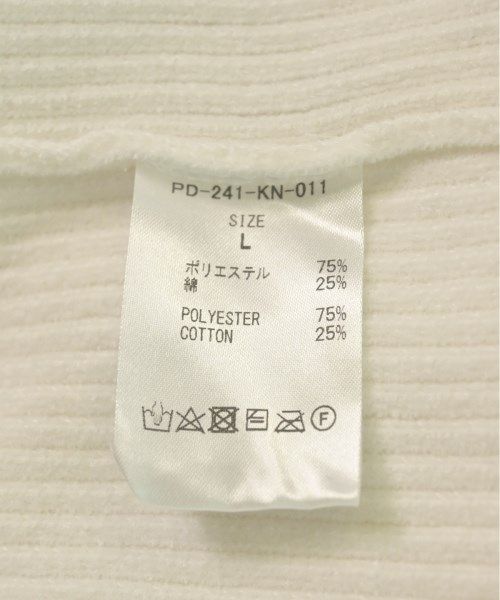 PD-241-KN-011
SIZE
L
ポリエステル 75%
綿 25%
POLYESTER 75%
COTTON 25%
F